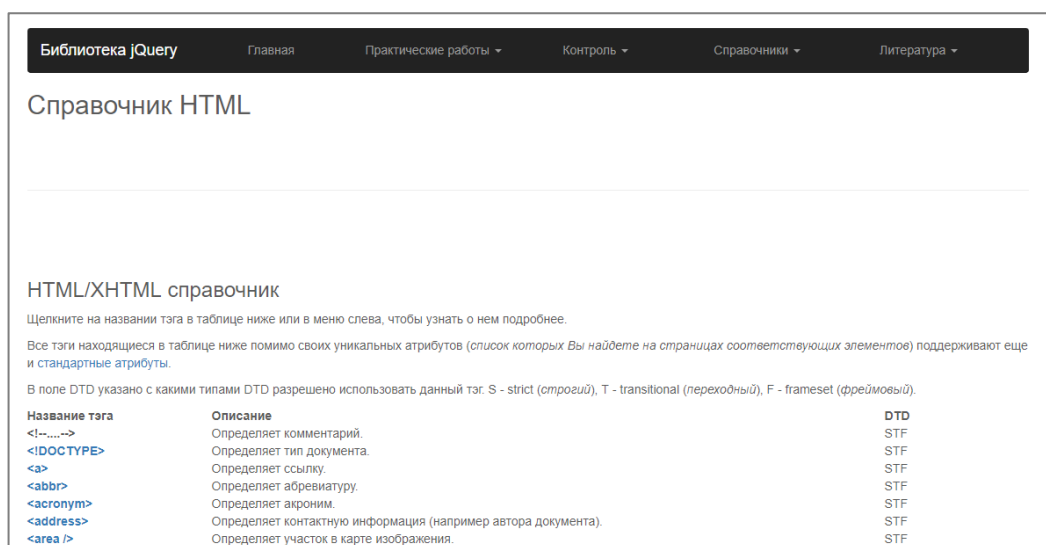 Библиотека jQuery Главная Практические работы Контроль Справочники Литература
Справочник HTML
HTML/XHTML справочник
Щелкните на названии тэга в таблице ниже или в меню слева, чтобы узнать о нем подробнее.
Все тэги находящиеся в таблице ниже помимо своих уникальных атрибутов (список которых Вы найдете на страницах соответствующих элементов) поддерживают еще
и стандартные атрибуты.
В поле DTD указано с какими типами DTD разрешено использовать данный тэг. S - strict (строгий), T - transitional (переходный), F - frameset (фреймовый).
Название тэга Описание DTD
<!--....--> Определяет комментарий. STF
<!DOCTYPE> Определяет тип документа. STF
<a> Определяет ссылку. STF
<abbr> Определяет абревиатуру. STF
<acronym> Определяет акроним. STF
<address> Определяет контактную информация (например автора документа). STF
<area /> Определяет участок в карте изображения. STF